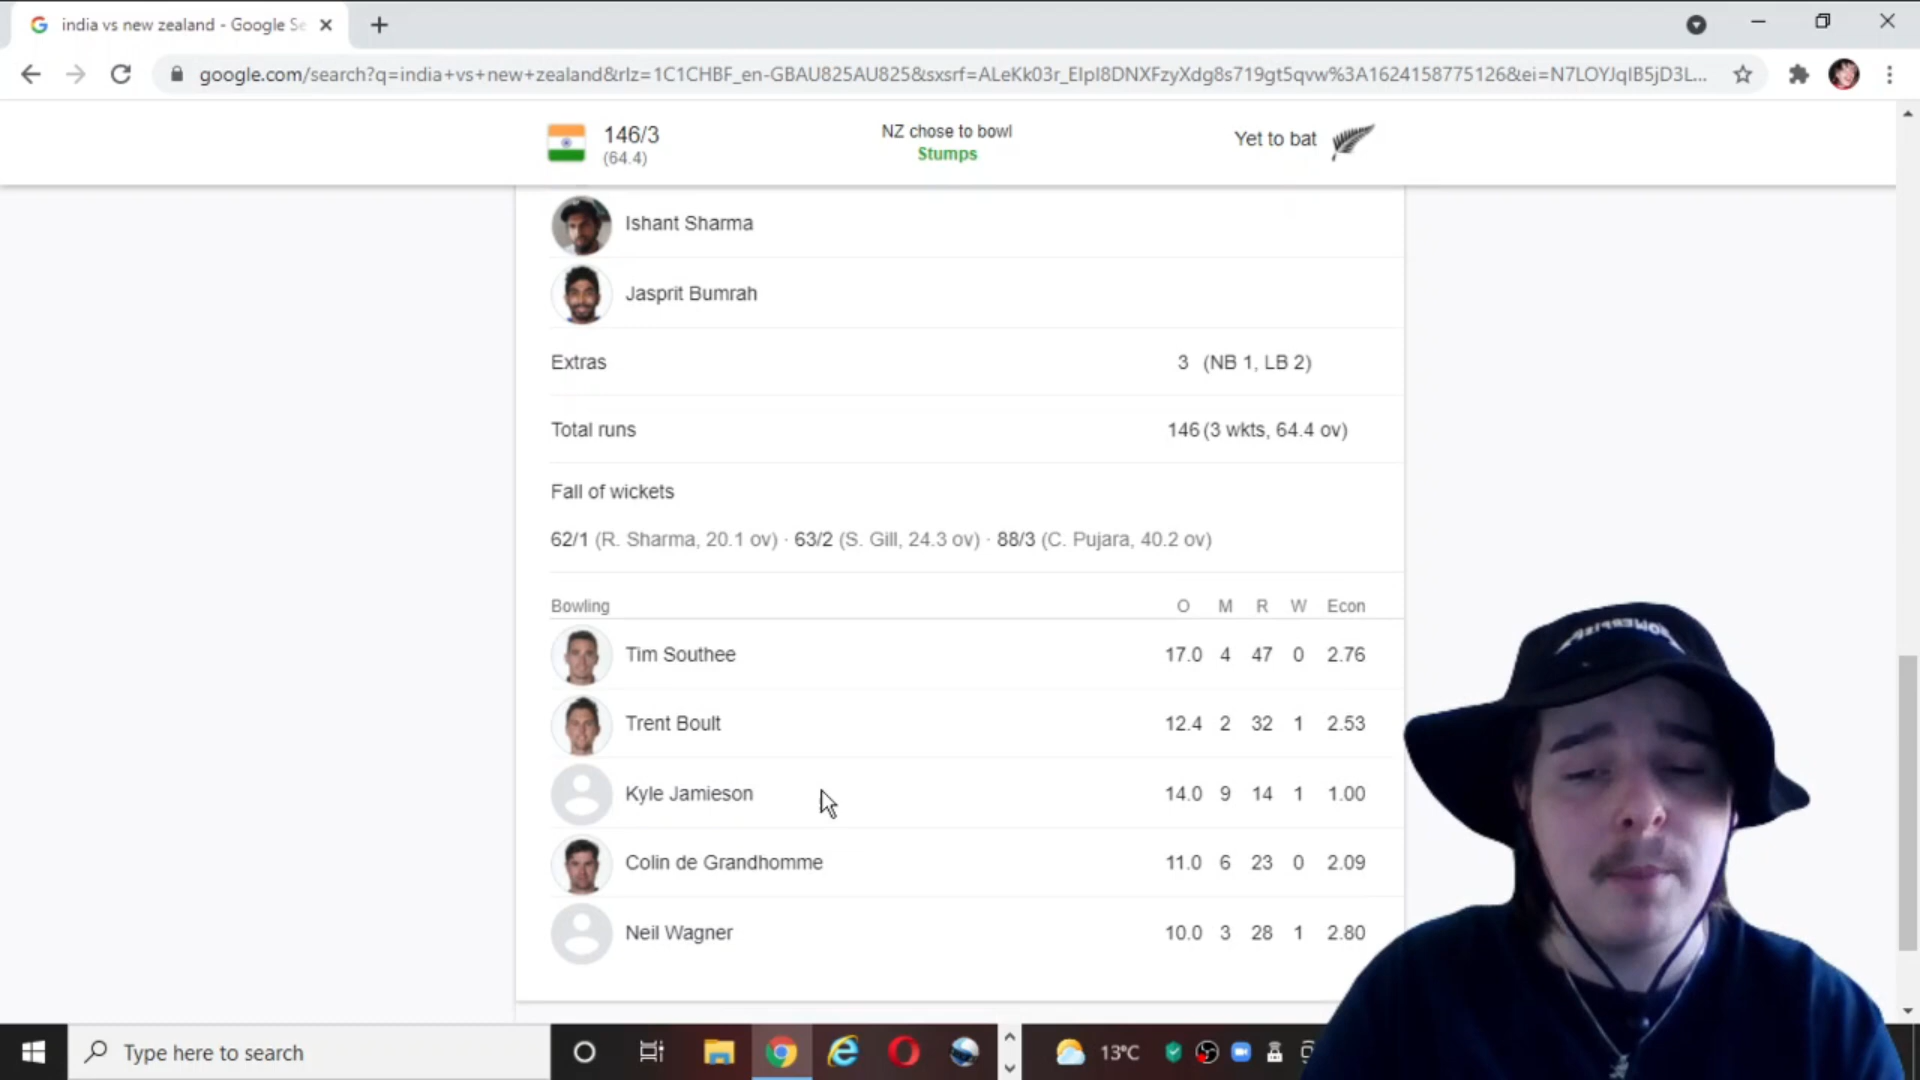 india vs new zealand - Google Se
google.com/search?q=india+vs+new+zealand&rlz=1C1CHBF_en-GBAU825AU825&sxsrf=ALeKk03r_EIpI8DNXFzyXdg8s719gt5qvw%3A1624158775126&ei=N7LOYJqIB5jD3L...
146/3
(64.4)
NZ chose to bowl
Stumps
Yet to bat
Ishant Sharma
Jasprit Bumrah
Extras 3 (NB 1, LB 2)
Total runs 146 (3 wkts, 64.4 ov)
Fall of wickets
62/1 (R. Sharma, 20.1 ov) · 63/2 (S. Gill, 24.3 ov) · 88/3 (C. Pujara, 40.2 ov)
Bowling O M R W Econ
Tim Southee 17.0 4 47 0 2.76
Trent Boult 12.4 2 32 1 2.53
Kyle Jamieson 14.0 9 14 1 1.00
Colin de Grandhomme 11.0 6 23 0 2.09
Neil Wagner 10.0 3 28 1 2.80
Type here to search
13°C